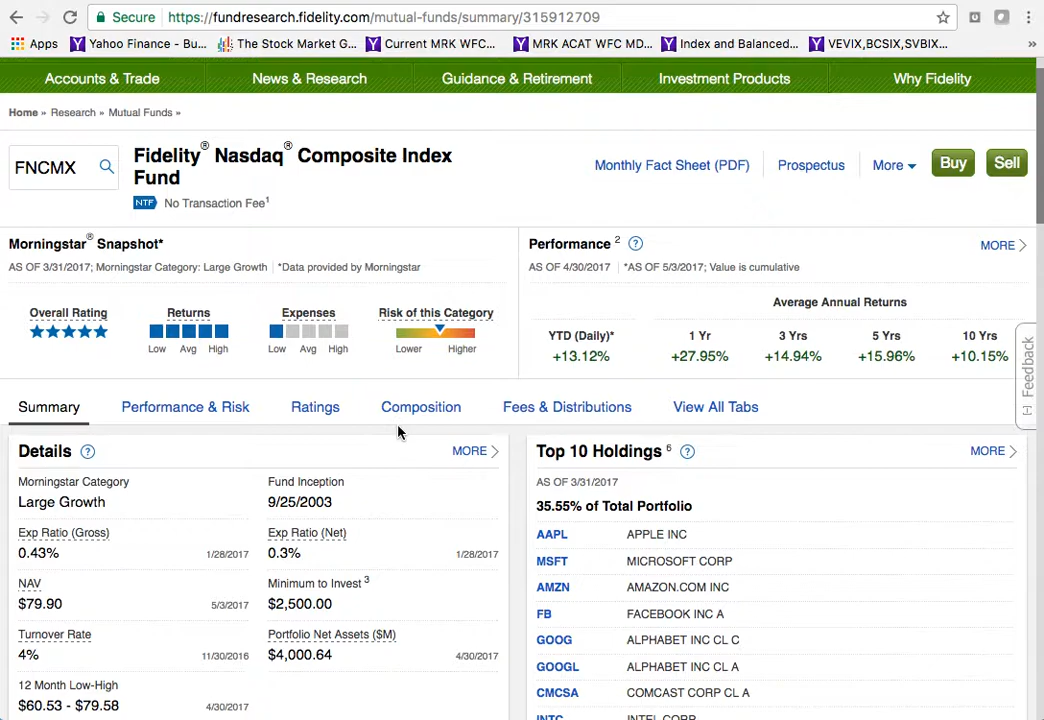 Secure https://fundresearch.fidelity.com/mutual-funds/summary/315912709
Apps Yahoo Finance - Bu... The Stock Market G... Current MRK WFC... MRK ACAT WFC MD... Index and Balanced... VEVIX,BCSIX,SVBIX... »
Accounts & Trade News & Research Guidance & Retirement Investment Products Why Fidelity
Home » Research » Mutual Funds »
FNCMX
Fidelity® Nasdaq® Composite Index
Fund
NTF No Transaction Fee1
Monthly Fact Sheet (PDF) Prospectus More Buy Sell
Morningstar® Snapshot*
AS OF 3/31/2017; Morningstar Category: Large Growth *Data provided by Morningstar
Overall Rating Returns Expenses Risk of this Category
Low Avg High Low Avg High Lower Higher
Performance 2 ? MORE
AS OF 4/30/2017 *AS OF 5/3/2017; Value is cumulative
Average Annual Returns
YTD (Daily)* 1 Yr 3 Yrs 5 Yrs 10 Yrs
+13.12% +27.95% +14.94% +15.96% +10.15%
Feedback
Summary Performance & Risk Ratings Composition Fees & Distributions View All Tabs
Details ? MORE
Morningstar Category Fund Inception
Large Growth 9/25/2003
Exp Ratio (Gross) Exp Ratio (Net)
0.43% 1/28/2017 0.3% 1/28/2017
NAV Minimum to Invest 3
$79.90 5/3/2017 $2,500.00
Turnover Rate Portfolio Net Assets ($M)
4% 11/30/2016 $4,000.64 4/30/2017
12 Month Low-High
$60.53 - $79.58 4/30/2017
Top 10 Holdings 6 ? MORE
AS OF 3/31/2017
35.55% of Total Portfolio
AAPL APPLE INC
MSFT MICROSOFT CORP
AMZN AMAZON.COM INC
FB FACEBOOK INC A
GOOG ALPHABET INC CL C
GOOGL ALPHABET INC CL A
CMCSA COMCAST CORP CL A
INTC INTEL CORP